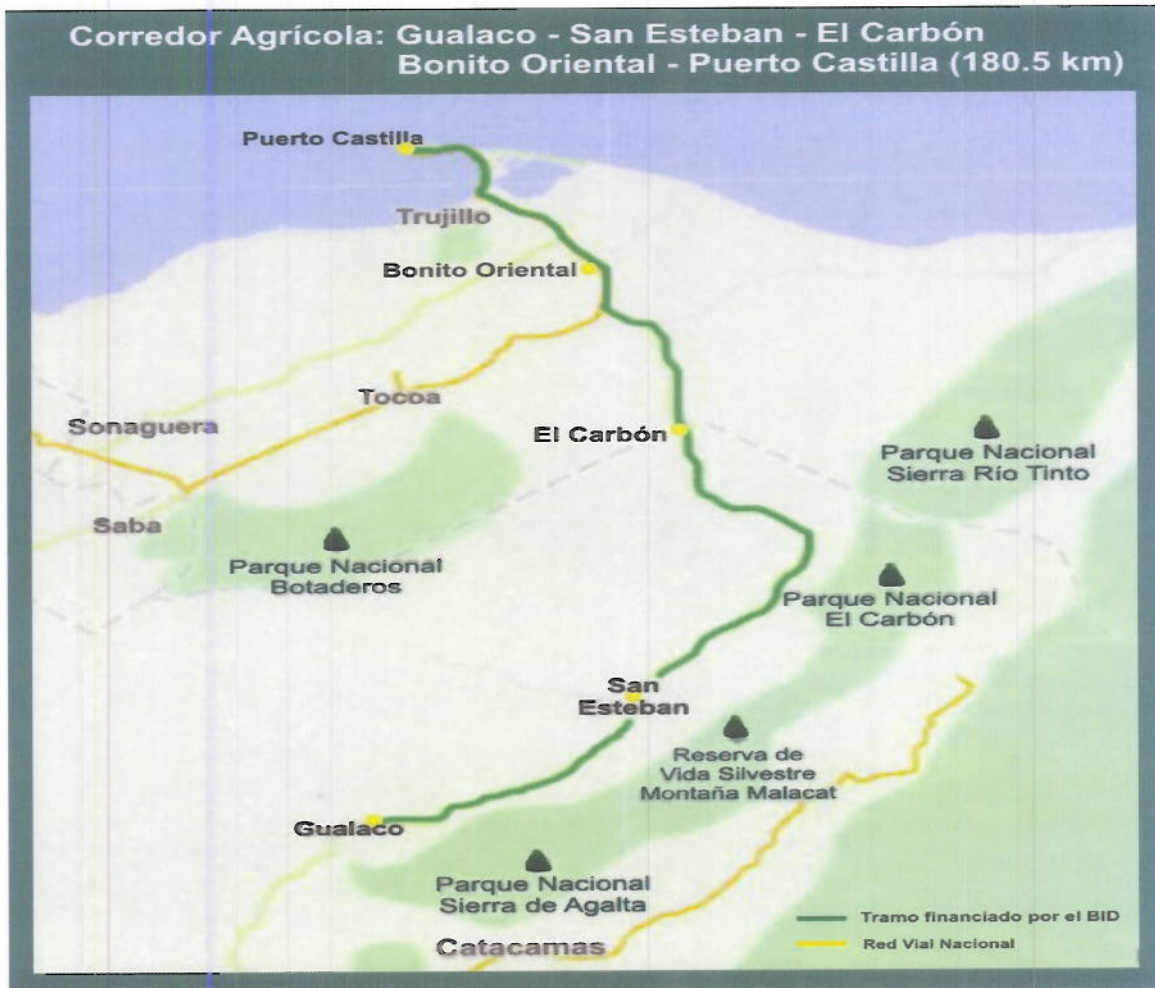 Corredor Agrícola: Gualaco - San Esteban - El Carbón
Bonito Oriental - Puerto Castilla (180.5 km)
Puerto Castilla
Trujillo
Bonito Oriental
Tocoa
Sonaguera
El Carbón
Parque Nacional
Sierra Río Tinto
Saba
Parque Nacional
Botaderos
Parque Nacional
El Carbón
San
Esteban
Reserva de
Vida Silvestre
Montaña Malacat
Gualaco
Parque Nacional
Sierra de Agalta
Tramo financiado por el BID
Catacamas
Red Vial Nacional